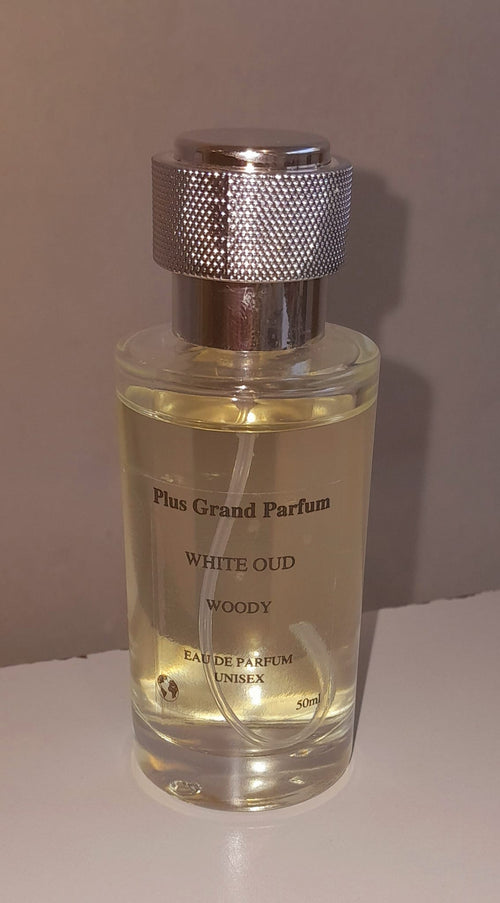 Plus Grand Parfum
WHITE OUD
WOODY
EAU DE PARFUM
UNISEX
50ml